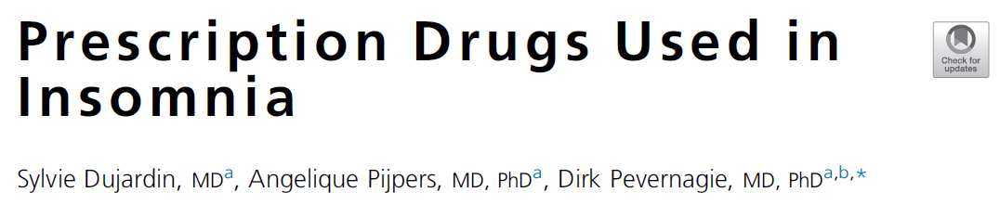 Prescription Drugs Used in
Insomnia
Check for
updates
Sylvie Dujardin, MDa, Angelique Pijpers, MD, PhDa, Dirk Pevernagie, MD, PhDa,b,*